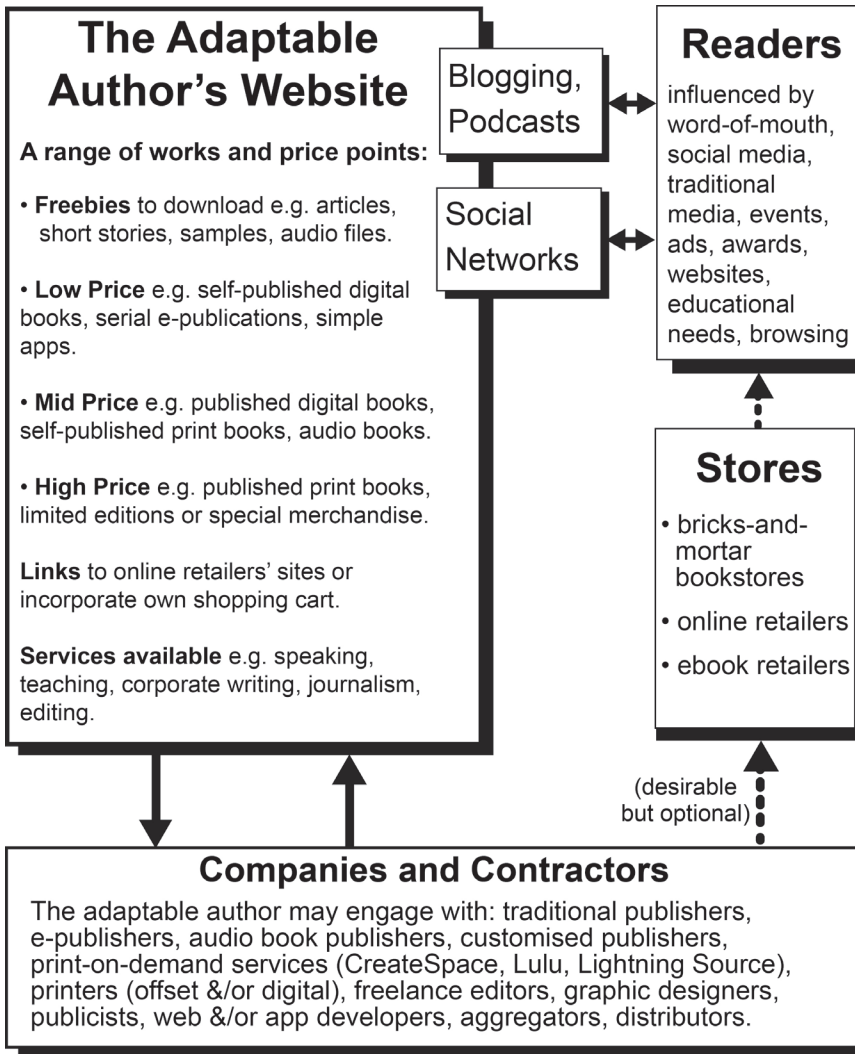 The Adaptable
Author's Website
A range of works and price points:
• Freebies to download e.g. articles,
short stories, samples, audio files.
• Low Price e.g. self-published digital
books, serial e-publications, simple
apps.
• Mid Price e.g. published digital books,
self-published print books, audio books.
• High Price e.g. published print books,
limited editions or special merchandise.
Links to online retailers' sites or
incorporate own shopping cart.
Services available e.g. speaking,
teaching, corporate writing, journalism,
editing.
Blogging,
Podcasts
Social
Networks
Readers
influenced by
word-of-mouth,
social media,
traditional
media, events,
ads, awards,
websites,
educational
needs, browsing
Stores
• bricks-and-
mortar
bookstores
• online retailers
• ebook retailers
(desirable
but optional)
Companies and Contractors
The adaptable author may engage with: traditional publishers,
e-publishers, audio book publishers, customised publishers,
print-on-demand services (CreateSpace, Lulu, Lightning Source),
printers (offset &/or digital), freelance editors, graphic designers,
publicists, web &/or app developers, aggregators, distributors.